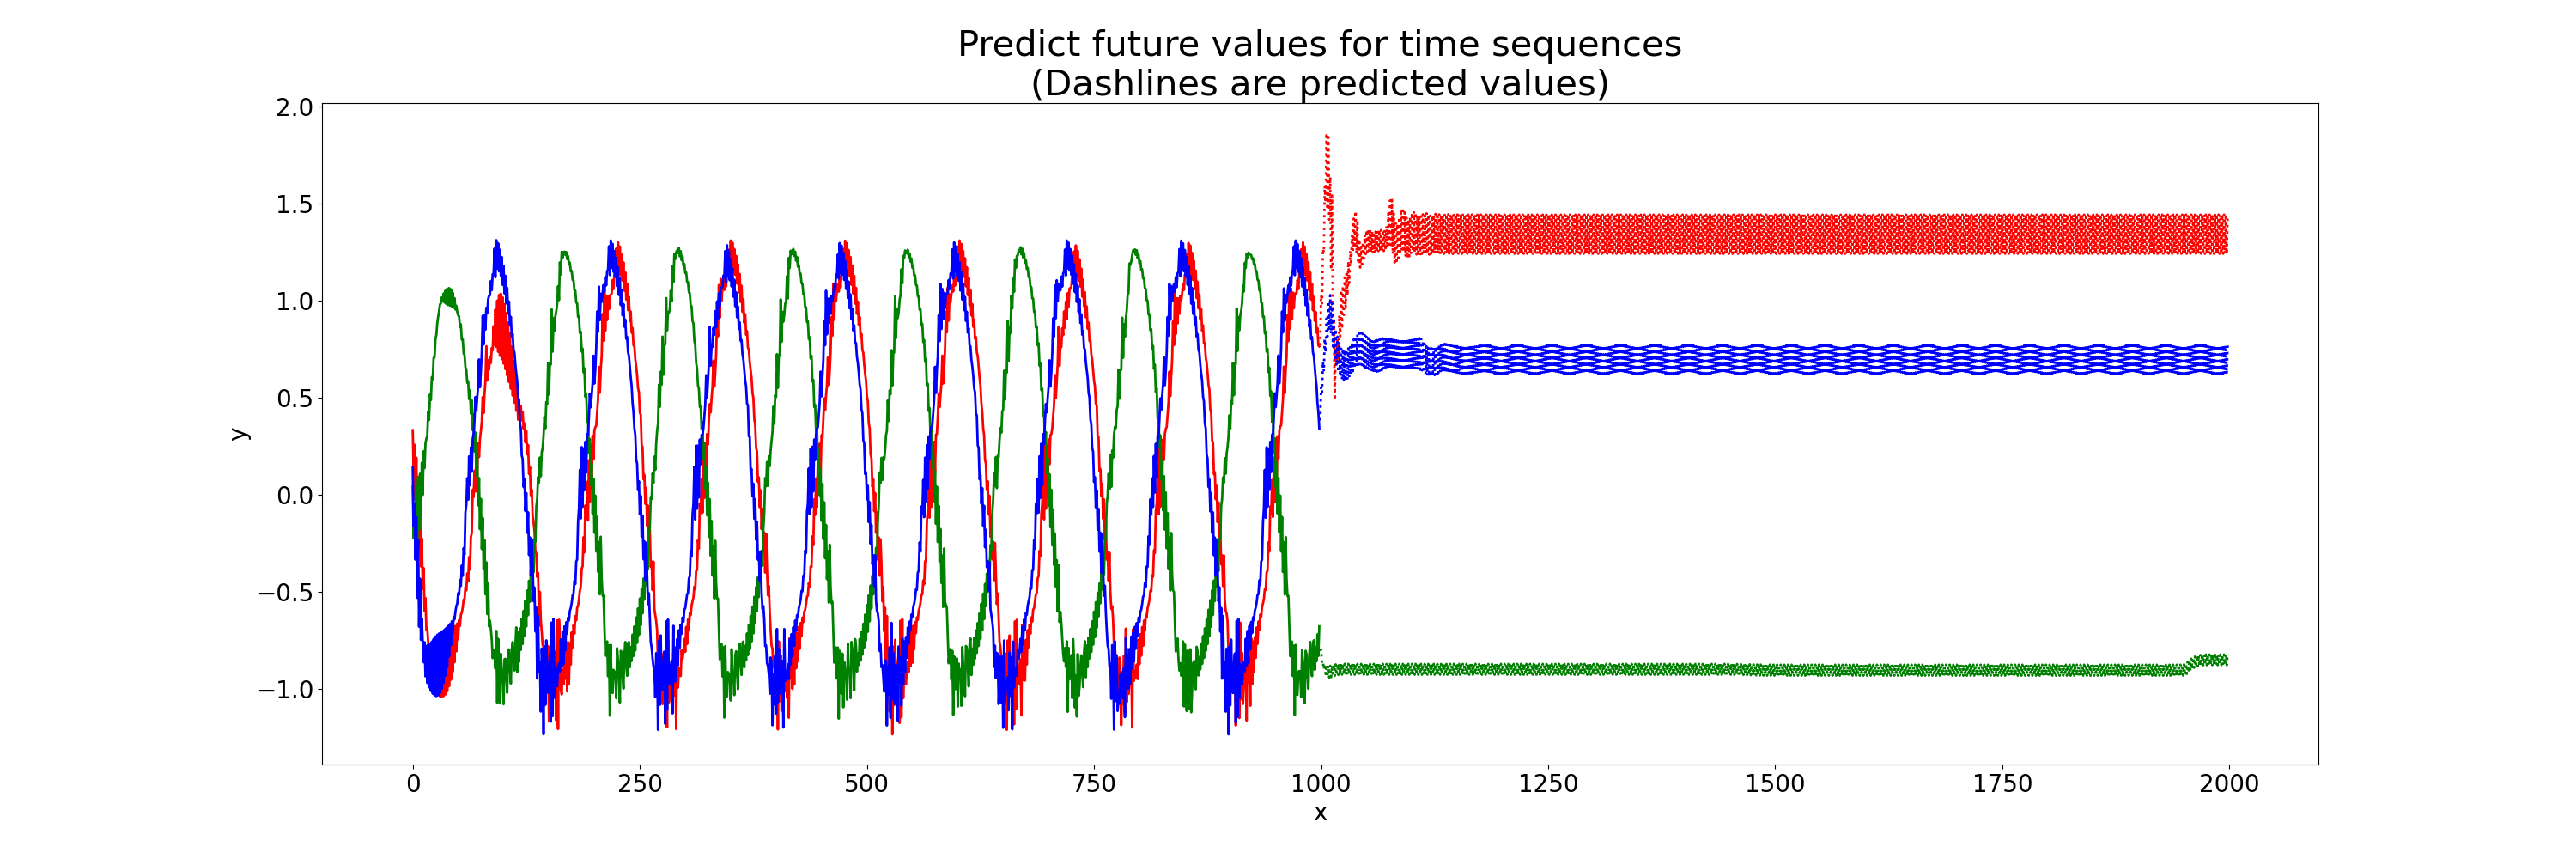 Predict future values for time sequences
(Dashlines are predicted values)
2.0
1.5
1.0
0.5
0.0
−0.5
−1.0
y
0 250 500 750 1000 1250 1500 1750 2000
x